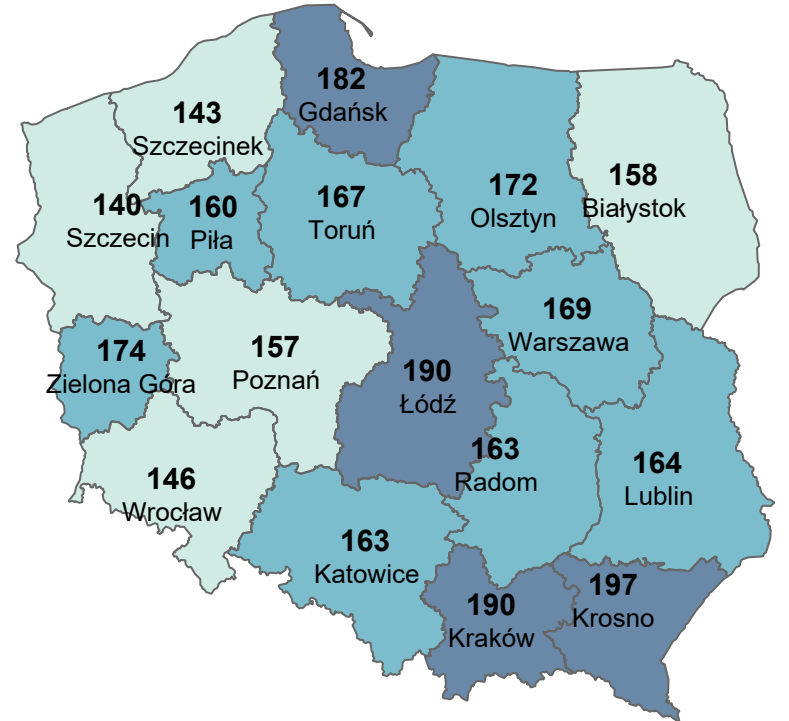 182
Gdańsk
143
Szczecinek
158
Białystok
172
Olsztyn
167
Toruń
140
Szczecin
160
Piła
169
Warszawa
174
Zielona Góra
157
Poznań
190
Łódź
163
Radom
164
Lublin
146
Wrocław
163
Katowice
197
Krosno
190
Kraków